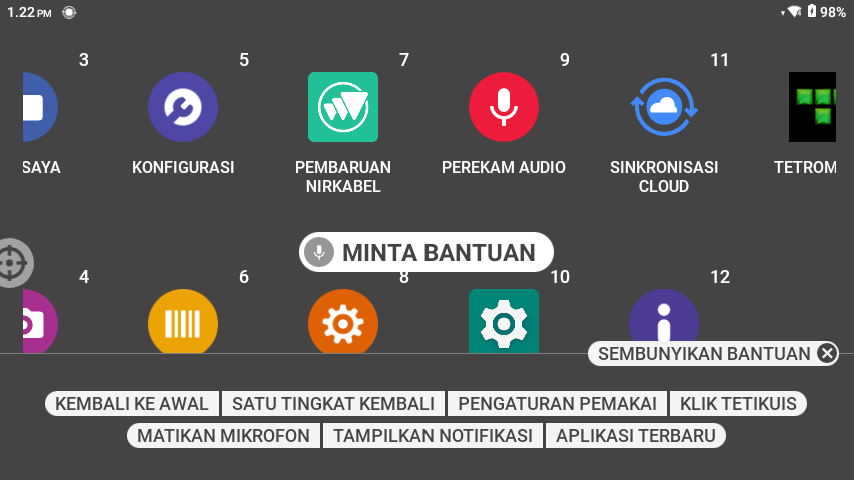 1.22 PM
98%
3
5
7
9
11
SAYA
KONFIGURASI
PEMBARUAN
NIRKABEL
PEREKAM AUDIO
SINKRONISASI
CLOUD
TETROM
MINTA BANTUAN
4
6
8
10
12
SEMBUNYIKAN BANTUAN
KEMBALI KE AWAL
SATU TINGKAT KEMBALI
PENGATURAN PEMAKAI
KLIK TETIKUIS
MATIKAN MIKROFON
TAMPILKAN NOTIFIKASI
APLIKASI TERBARU